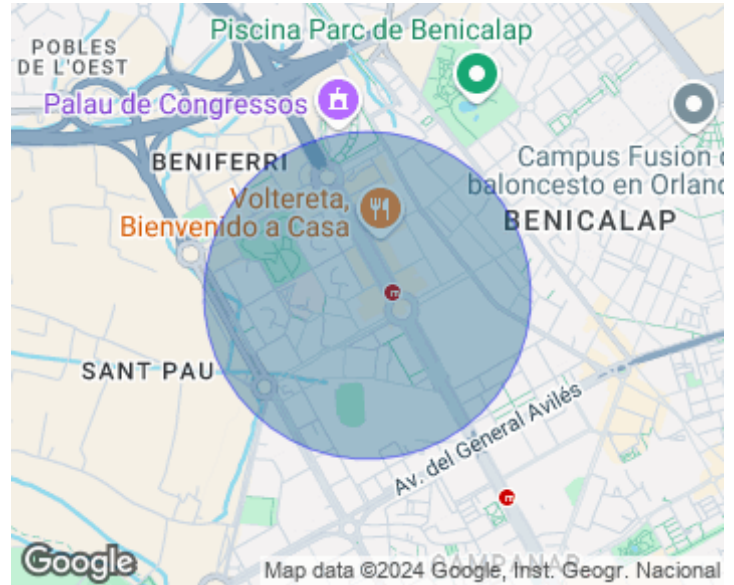 POBLES
DE L'OEST
Piscina Parc de Benicalap
Palau de Congressos
BENIFERRI
Campus Fusion
baloncesto en Orland
Voltereta,
Bienvenido a Casa
BENICALAP
SANT PAU
Av. del General Avilés
CAMPANAR
Google
Map data ©2024 Google, Inst. Geogr. Nacional